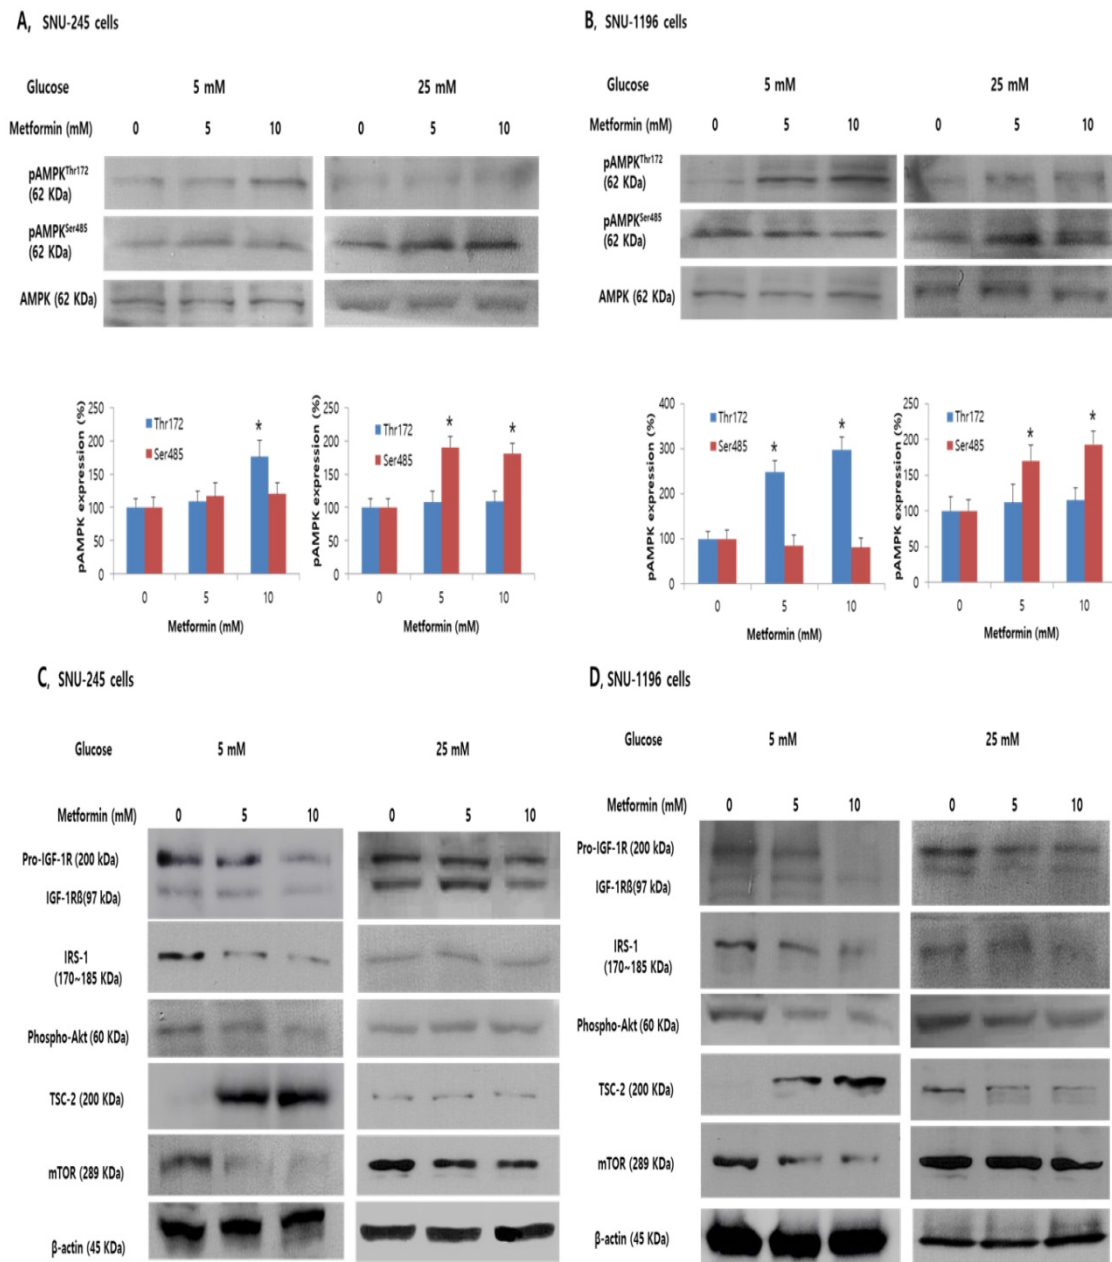 A, SNU-245 cells
Glucose 5 mM 25 mM
Metformin (mM) 0 5 10 0 5 10
pAMPKThr172
(62 KDa)
pAMPKSer485
(62 KDa)
AMPK (62 KDa)
pAMPK expression (%)
250
200
150
100
50
0
Thr172
Ser485
*
0 5 10
Metformin (mM)
pAMPK expression (%)
250
200
150
100
50
0
Thr172
Ser485
* *
0 5 10
Metformin (mM)
B, SNU-1196 cells
Glucose 5 mM 25 mM
Metformin (mM) 0 5 10 0 5 10
pAMPKThr172
(62 KDa)
pAMPKSer485
(62 KDa)
AMPK (62 KDa)
pAMPK expression (%)
400
300
200
100
0
Thr172
Ser485
* *
0 5 10
Metformin (mM)
pAMPK expression (%)
250
200
150
100
50
0
Thr172
Ser485
* *
0 5 10
Metformin (mM)
C, SNU-245 cells
Glucose 5 mM 25 mM
Metformin (mM) 0 5 10 0 5 10
Pro-IGF-1R (200 kDa)
IGF-1Rß(97 kDa)
IRS-1
(170~185 KDa)
Phospho-Akt (60 KDa)
TSC-2 (200 KDa)
mTOR (289 KDa)
β-actin (45 KDa)
D, SNU-1196 cells
Glucose 5 mM 25 mM
Metformin (mM) 0 5 10 0 5 10
Pro-IGF-1R (200 kDa)
IGF-1Rß(97 kDa)
IRS-1
(170~185 KDa)
Phospho-Akt (60 KDa)
TSC-2 (200 KDa)
mTOR (289 KDa)
β-actin (45 KDa)